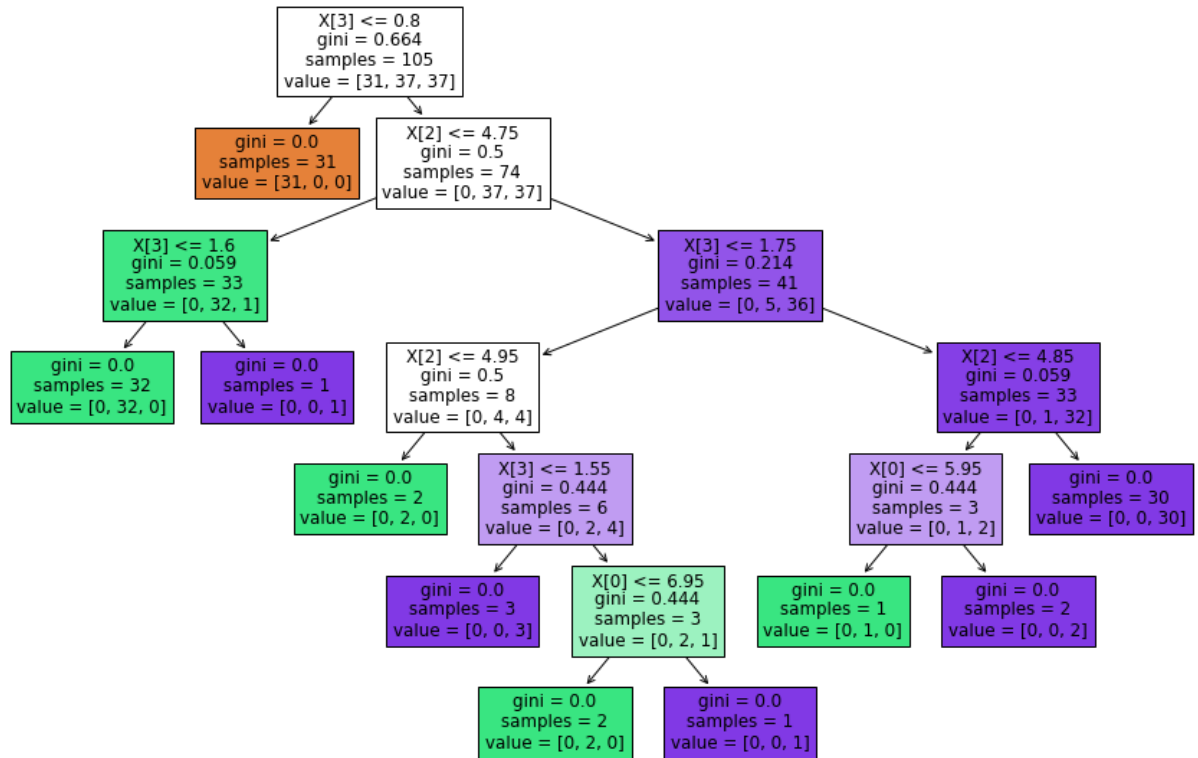 X[3] <= 0.8
gini = 0.664
samples = 105
value = [31, 37, 37]
gini = 0.0
samples = 31
value = [31, 0, 0]
X[2] <= 4.75
gini = 0.5
samples = 74
value = [0, 37, 37]
X[3] <= 1.6
gini = 0.059
samples = 33
value = [0, 32, 1]
X[3] <= 1.75
gini = 0.214
samples = 41
value = [0, 5, 36]
gini = 0.0
samples = 32
value = [0, 32, 0]
gini = 0.0
samples = 1
value = [0, 0, 1]
X[2] <= 4.95
gini = 0.5
samples = 8
value = [0, 4, 4]
X[2] <= 4.85
gini = 0.059
samples = 33
value = [0, 1, 32]
gini = 0.0
samples = 2
value = [0, 2, 0]
X[3] <= 1.55
gini = 0.444
samples = 6
value = [0, 2, 4]
X[0] <= 5.95
gini = 0.444
samples = 3
value = [0, 1, 2]
gini = 0.0
samples = 30
value = [0, 0, 30]
gini = 0.0
samples = 3
value = [0, 0, 3]
X[0] <= 6.95
gini = 0.444
samples = 3
value = [0, 2, 1]
gini = 0.0
samples = 1
value = [0, 1, 0]
gini = 0.0
samples = 2
value = [0, 0, 2]
gini = 0.0
samples = 2
value = [0, 2, 0]
gini = 0.0
samples = 1
value = [0, 0, 1]